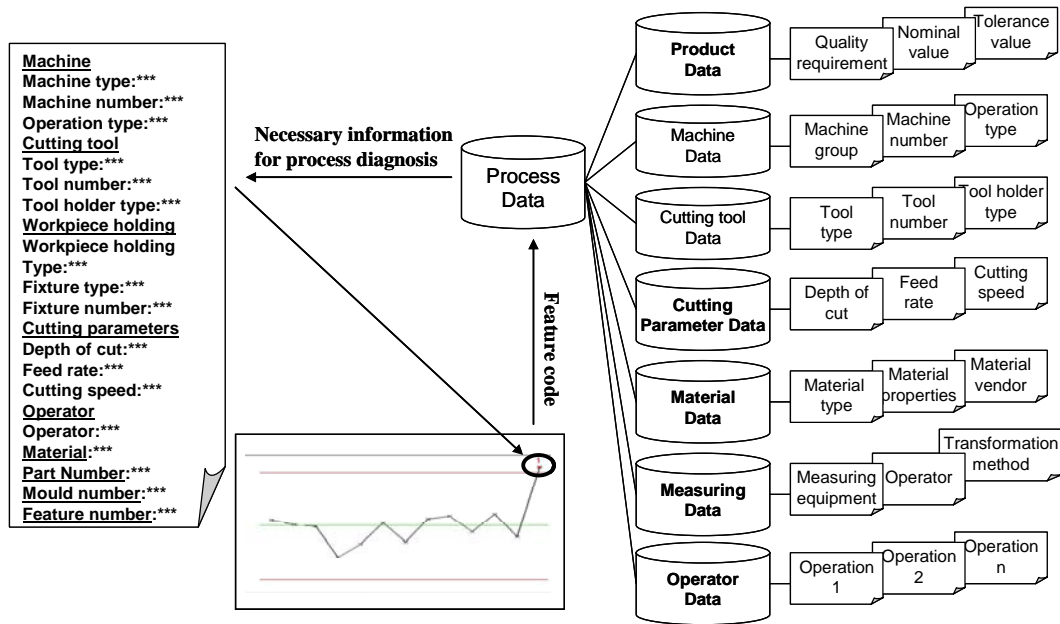 Machine
Machine type:***
Machine number:***
Operation type:***
Cutting tool
Tool type:***
Tool number:***
Tool holder type:***
Workpiece holding
Workpiece holding
Type:***
Fixture type:***
Fixture number:***
Cutting parameters
Depth of cut:***
Feed rate:***
Cutting speed:***
Operator
Operator:***
Material:***
Part Number:***
Mould number:***
Feature number:***
Necessary information
for process diagnosis
Process
Data
Feature code
Product
Data
Quality
requirement
Nominal
value
Tolerance
value
Machine
Data
Machine
group
Machine
number
Operation
type
Cutting tool
Data
Tool
type
Tool
number
Tool holder
type
Cutting
Parameter Data
Depth of
cut
Feed
rate
Cutting
speed
Material
Data
Material
type
Material
properties
Material
vendor
Measuring
Data
Measuring
equipment
Operator
Transformation
method
Operator
Data
Operation
1
Operation
2
Operation
n